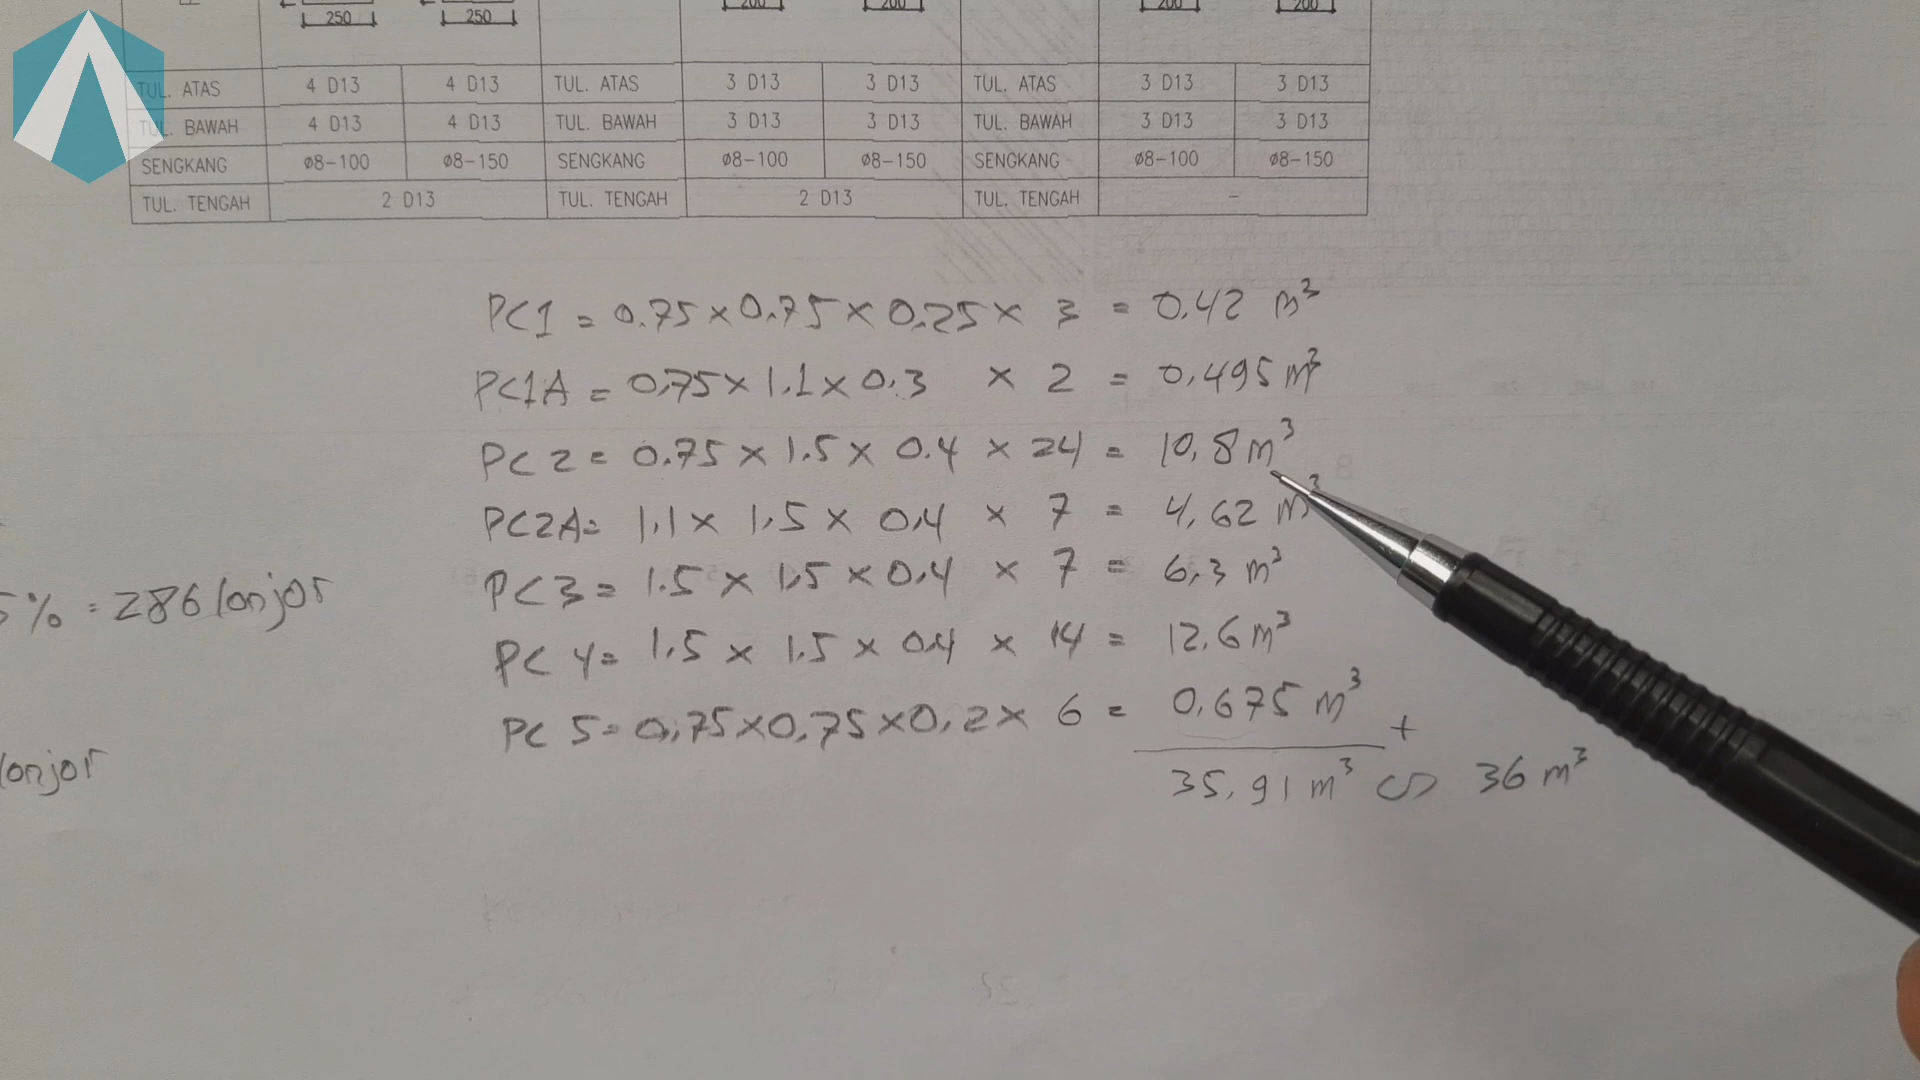 250 250 200 200 200 200
TUL. ATAS 4 D13 4 D13 TUL. ATAS 3 D13 3 D13 TUL. ATAS 3 D13 3 D13
TUL. BAWAH 4 D13 4 D13 TUL. BAWAH 3 D13 3 D13 TUL. BAWAH 3 D13 3 D13
SENGKANG ø8-100 ø8-150 SENGKANG ø8-100 ø8-150 SENGKANG ø8-100 ø8-150
TUL. TENGAH 2 D13 TUL. TENGAH 2 D13 TUL. TENGAH -
PC1 = 0.75 x 0.75 x 0.25 x 3 = 0.42 m³
PC1A = 0,75 x 1.1 x 0.3 x 2 = 0,495 m³
PC2 = 0.75 x 1.5 x 0.4 x 24 = 10,8 m³
PC2A = 1.1 x 1.5 x 0.4 x 7 = 4,62 m³
PC3 = 1.5 x 1.5 x 0.4 x 7 = 6,3 m³
5% = 286 lonjor
PC4 = 1.5 x 1.5 x 0.4 x 14 = 12,6 m³
PC5 = 0,75 x 0,75 x 0,2 x 6 = 0,675 m³ +
lonjor
35,91 m³ ∽ 36 m³